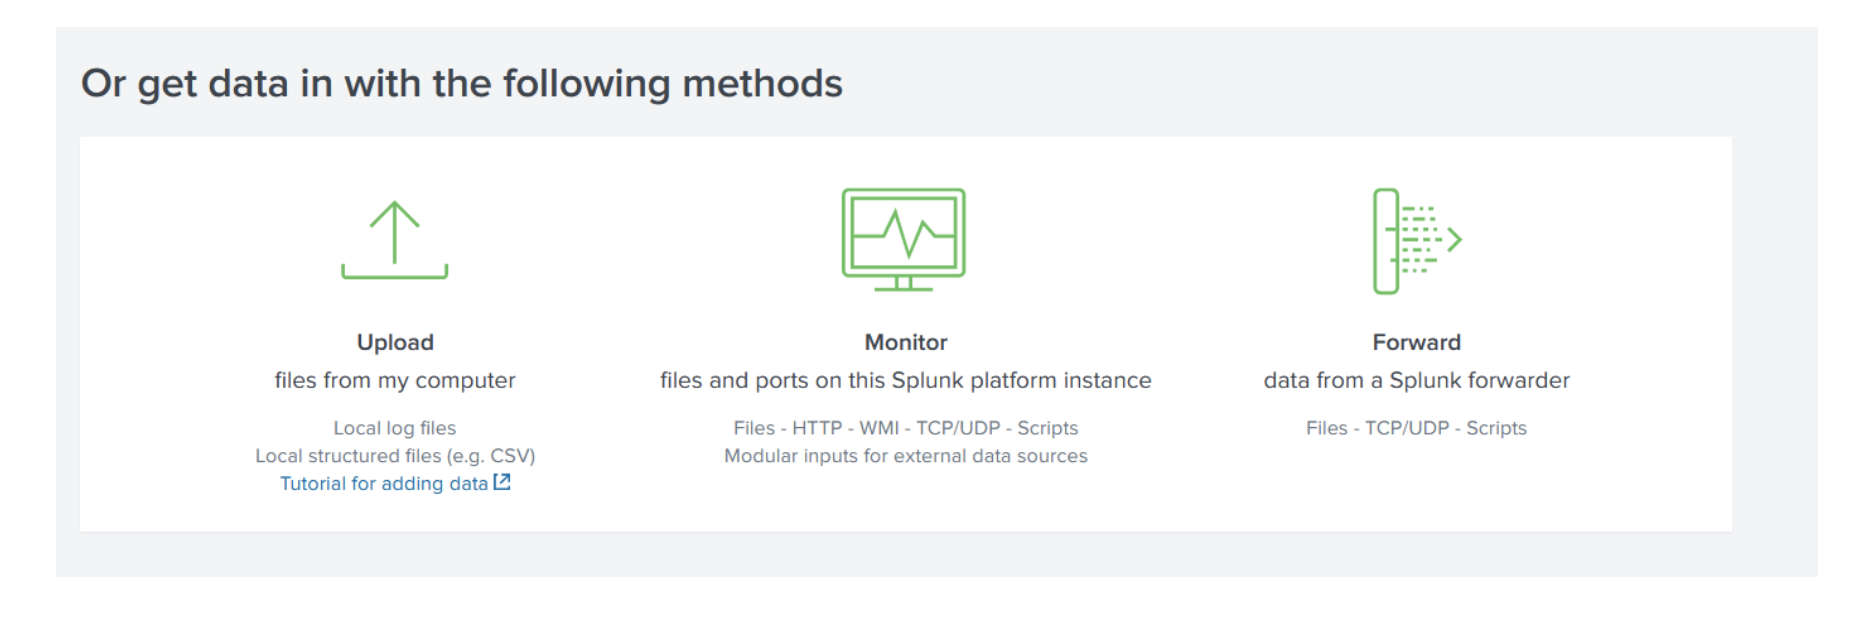 Or get data in with the following methods
Upload
files from my computer
Local log files
Local structured files (e.g. CSV)
Tutorial for adding data
Monitor
files and ports on this Splunk platform instance
Files - HTTP - WMI - TCP/UDP - Scripts
Modular inputs for external data sources
Forward
data from a Splunk forwarder
Files - TCP/UDP - Scripts